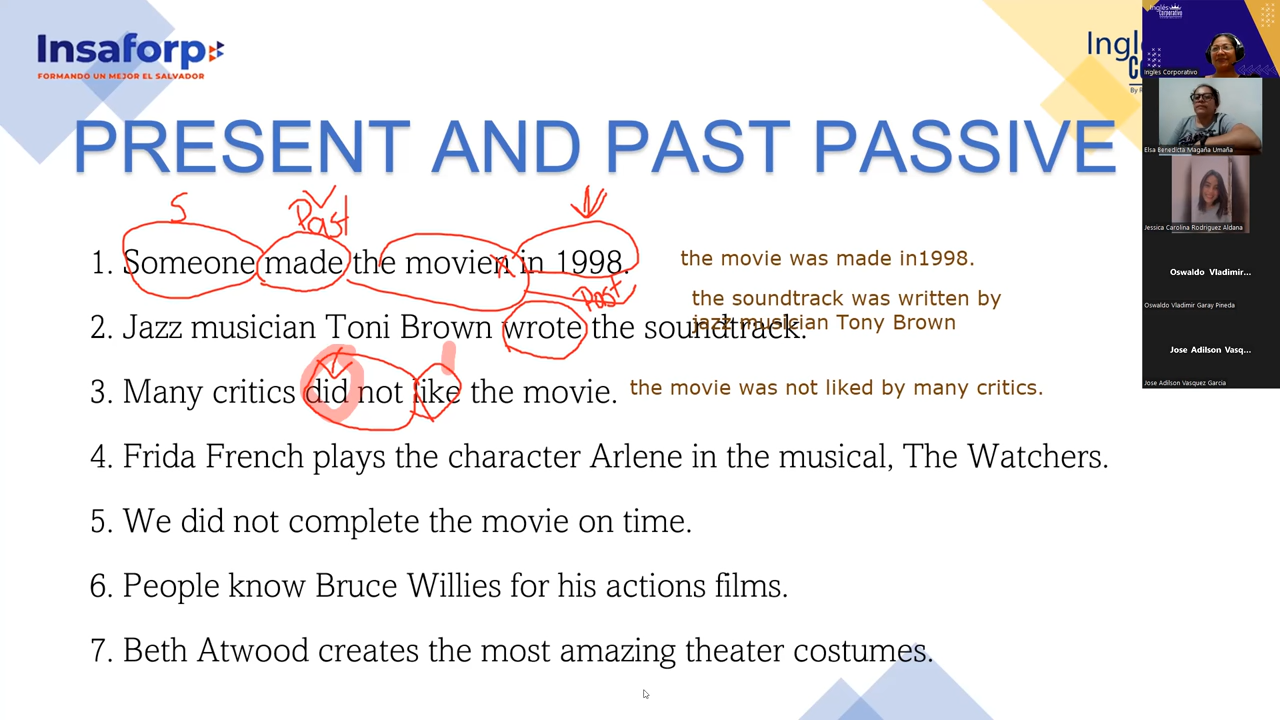 Insaforp
FORMANDO UN MEJOR EL SALVADOR
PRESENT AND PAST PASSIVE
S
Past
1. Someone made the movien in 1998.
the movie was made in1998.
Past
the soundtrack was written by
jazz musician Tony Brown
2. Jazz musician Toni Brown wrote the soundtrack.
3. Many critics did not like the movie.
the movie was not liked by many critics.
4. Frida French plays the character Arlene in the musical, The Watchers.
5. We did not complete the movie on time.
6. People know Bruce Willies for his actions films.
7. Beth Atwood creates the most amazing theater costumes.
Ingles Corporativo
Elsa Benedicta Magaña Umaña
Jessica Carolina Rodriguez Aldana
Oswaldo Vladimir...
Oswaldo Vladimir Garay Pineda
Jose Adilson Vasq...
Jose Adilson Vasquez Garcia